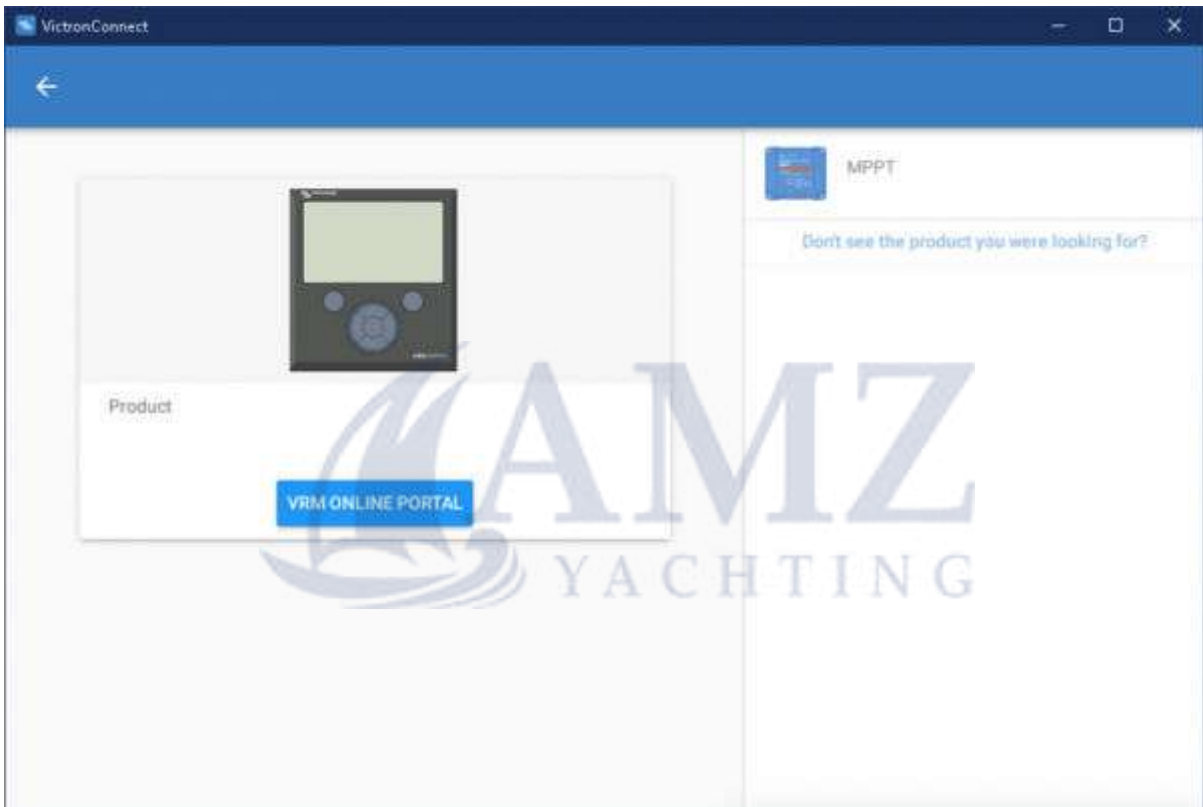 VictronConnect
MPPT
Don't see the product you were looking for?
Product
VRM ONLINE PORTAL
AMZ
YACHTING